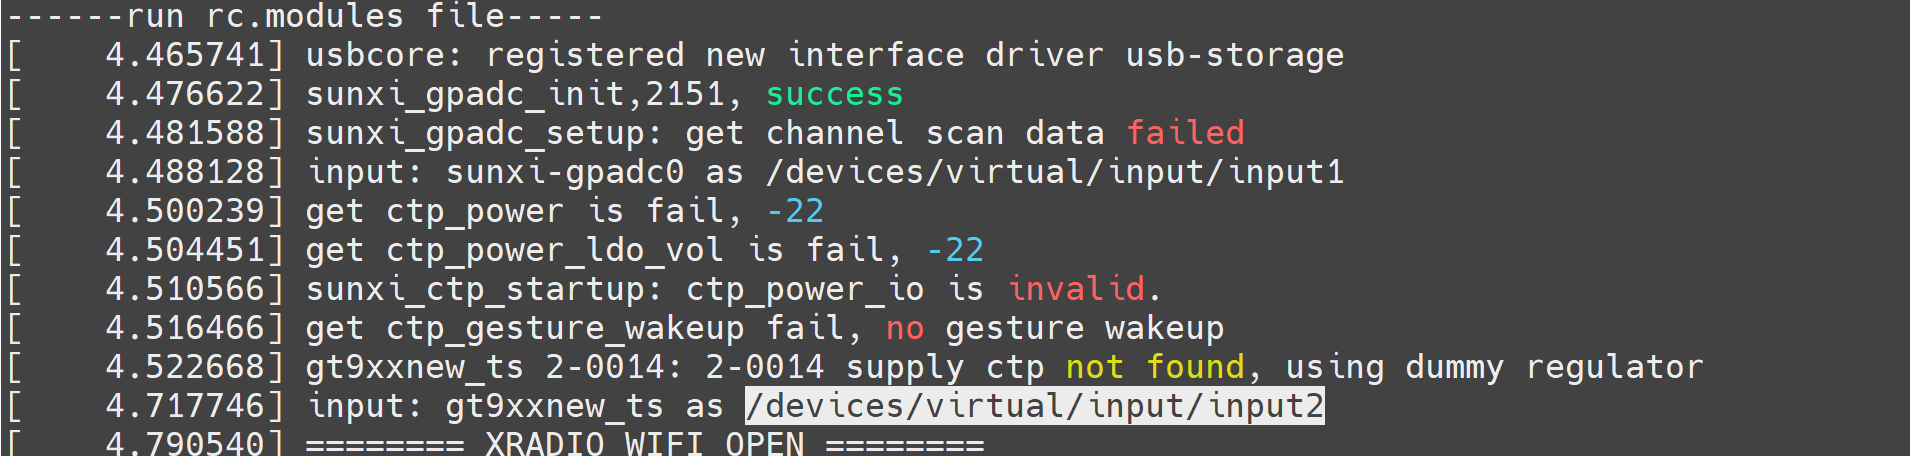 ------run rc.modules file-----
[    4.465741] usbcore: registered new interface driver usb-storage
[    4.476622] sunxi_gpadc_init,2151, success
[    4.481588] sunxi_gpadc_setup: get channel scan data failed
[    4.488128] input: sunxi-gpadc0 as /devices/virtual/input/input1
[    4.500239] get ctp_power is fail, -22
[    4.504451] get ctp_power_ldo_vol is fail, -22
[    4.510566] sunxi_ctp_startup: ctp_power_io is invalid.
[    4.516466] get ctp_gesture_wakeup fail, no gesture wakeup
[    4.522668] gt9xxnew_ts 2-0014: 2-0014 supply ctp not found, using dummy regulator
[    4.717746] input: gt9xxnew_ts as /devices/virtual/input/input2
[    4.790540] ======== XRADIO WIFI OPEN ========